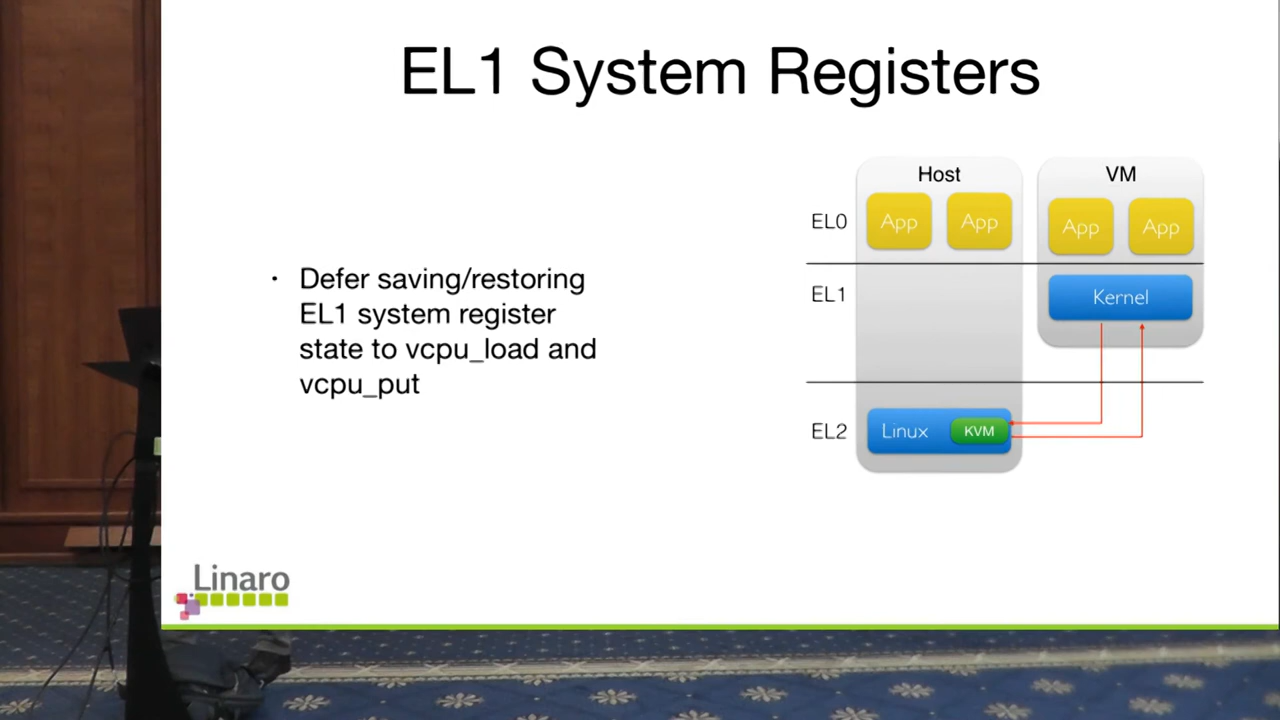 EL1 System Registers
Host
VM
EL0
App
App
App
App
EL1
Kernel
• Defer saving/restoring
EL1 system register
state to vcpu_load and
vcpu_put
EL2
Linux
KVM
Linaro